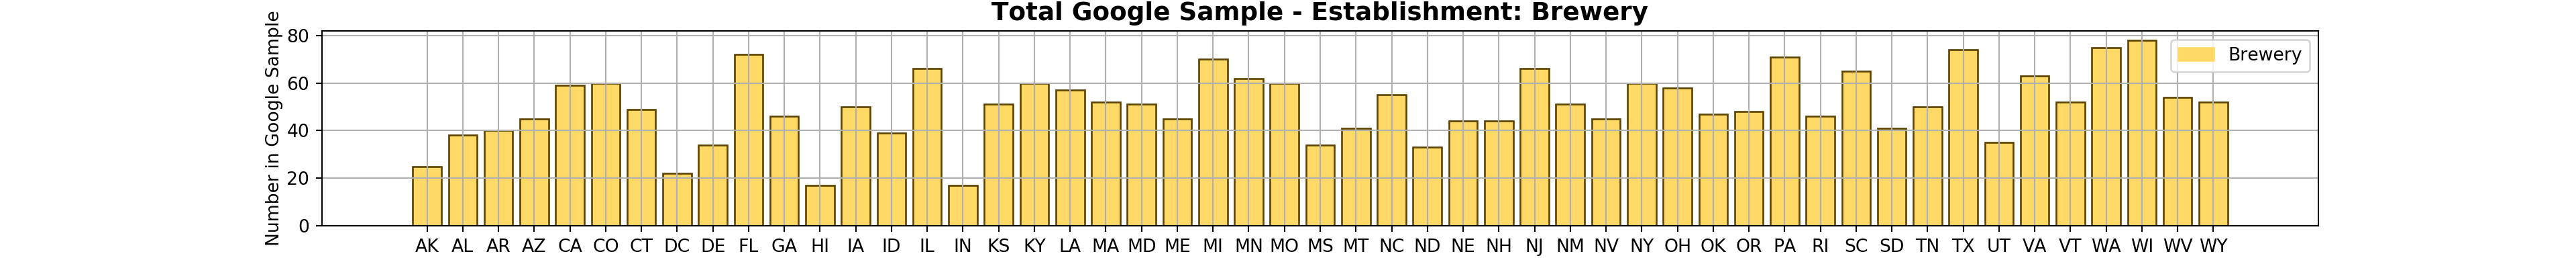 Total Google Sample - Establishment: Brewery
Number in Google Sample
80
60
40
20
0
Brewery
AK AL AR AZ CA CO CT DC DE FL GA HI IA ID IL IN KS KY LA MA MD ME MI MN MO MS MT NC ND NE NH NJ NM NV NY OH OK OR PA RI SC SD TN TX UT VA VT WA WI WV WY